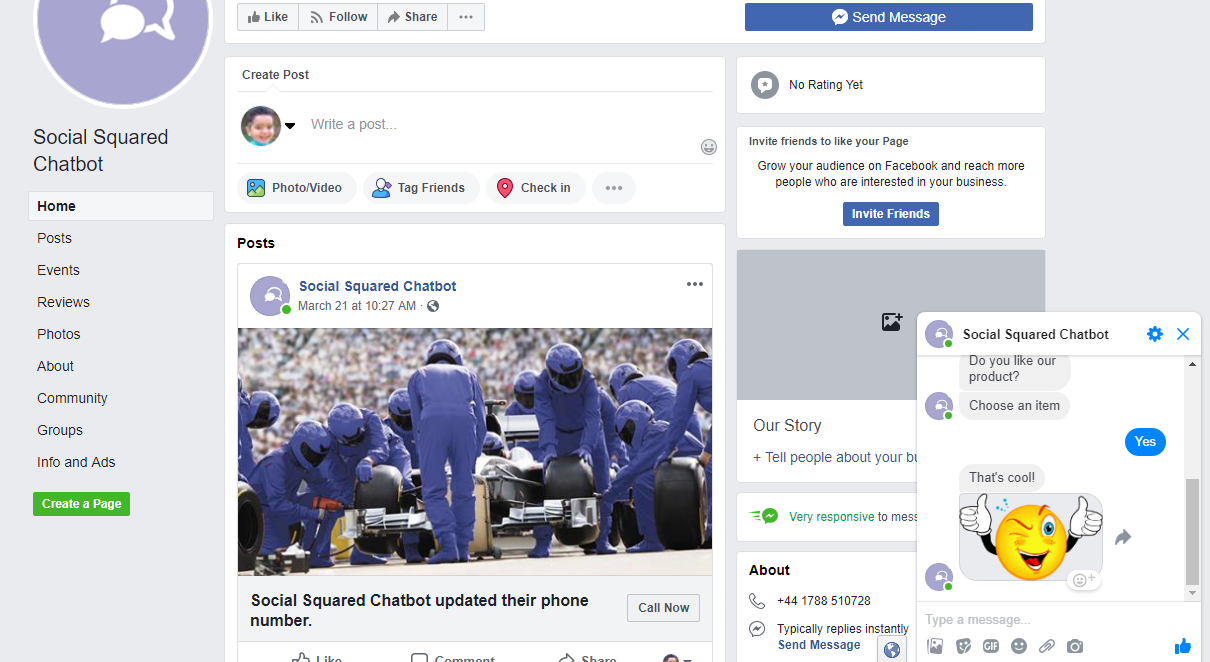 Like
Follow
Share
Send Message
Social Squared
Chatbot
Home
Posts
Events
Reviews
Photos
About
Community
Groups
Info and Ads
Create a Page
Create Post
Write a post...
Photo/Video
Tag Friends
Check in
Posts
Social Squared Chatbot
March 21 at 10:27 AM ·
Social Squared Chatbot updated their phone
number.
Call Now
Like
Comment
Share
No Rating Yet
Invite friends to like your Page
Grow your audience on Facebook and reach more
people who are interested in your business.
Invite Friends
Our Story
+ Tell people about your bu
Very responsive to mess
About
+44 1788 510728
Typically replies instantly
Send Message
Social Squared Chatbot
Do you like our
product?
Choose an item
Yes
That's cool!
Type a message...
GIF